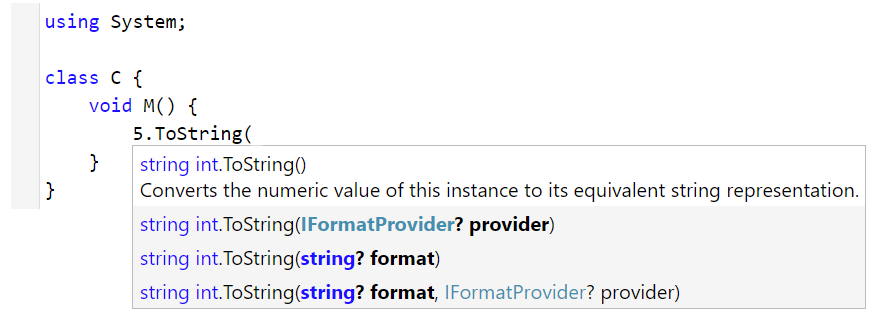 using System;
class C {
void M() {
5.ToString(
}
string int.ToString()
Converts the numeric value of this instance to its equivalent string representation.
}
string int.ToString(IFormatProvider? provider)
string int.ToString(string? format)
string int.ToString(string? format, IFormatProvider? provider)